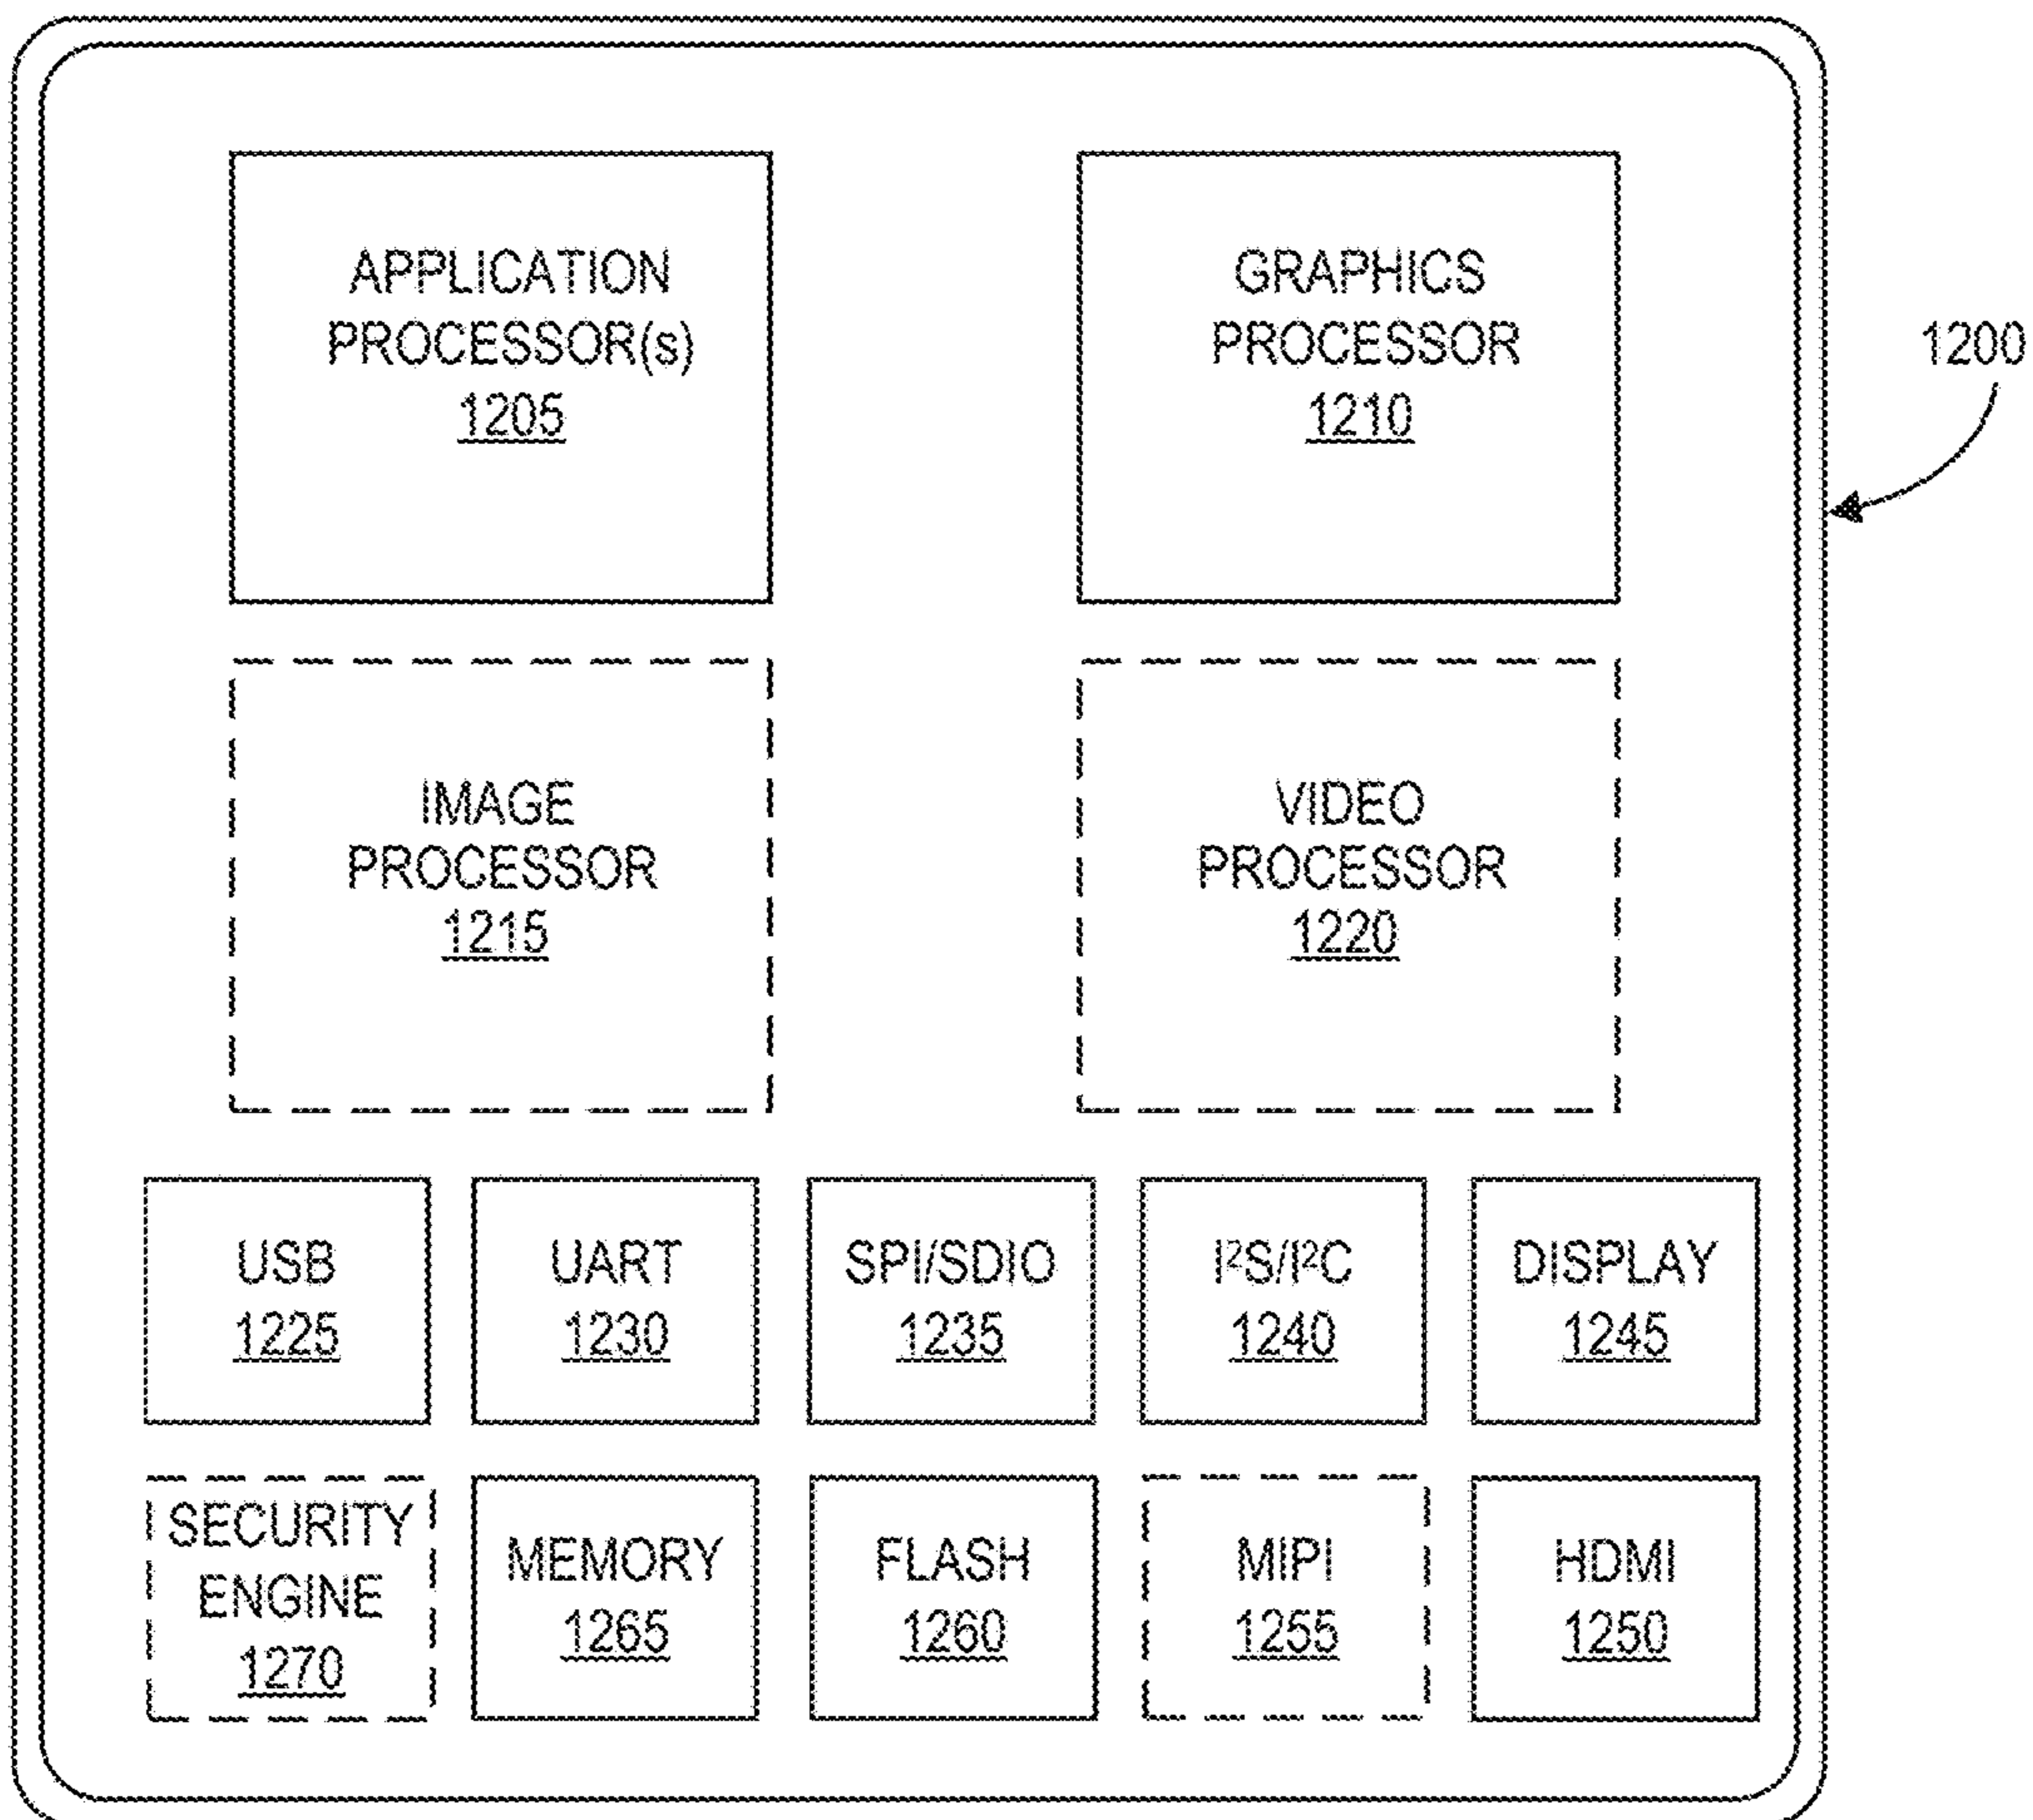 APPLICATION
PROCESSOR(s)
1205
GRAPHICS
PROCESSOR
1210
1200
IMAGE
PROCESSOR
1215
VIDEO
PROCESSOR
1220
USB
1225
UART
1230
SPI/SDIO
1235
I²S/I²C
1240
DISPLAY
1245
SECURITY
ENGINE
1270
MEMORY
1265
FLASH
1260
MIPI
1255
HDMI
1250